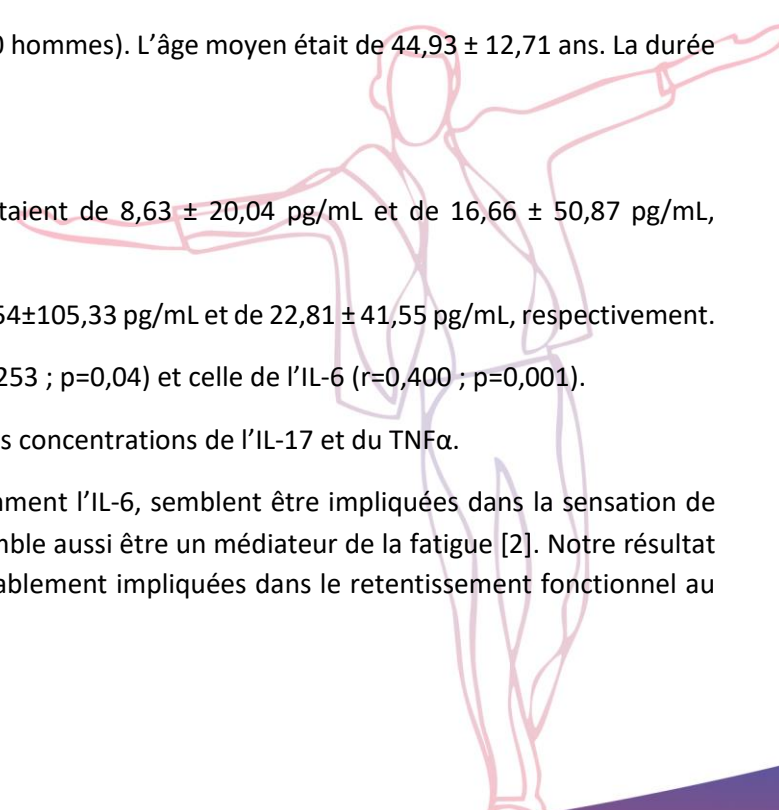 0 hommes). L’âge moyen était de 44,93 ± 12,71 ans. La durée
taient de 8,63 ± 20,04 pg/mL et de 16,66 ± 50,87 pg/mL,
54±105,33 pg/mL et de 22,81 ± 41,55 pg/mL, respectivement.
253 ; p=0,04) et celle de l’IL-6 (r=0,400 ; p=0,001).
s concentrations de l’IL-17 et du TNFα.
mment l’IL-6, semblent être impliquées dans la sensation de
mble aussi être un médiateur de la fatigue [2]. Notre résultat
ablement impliquées dans le retentissement fonctionnel au